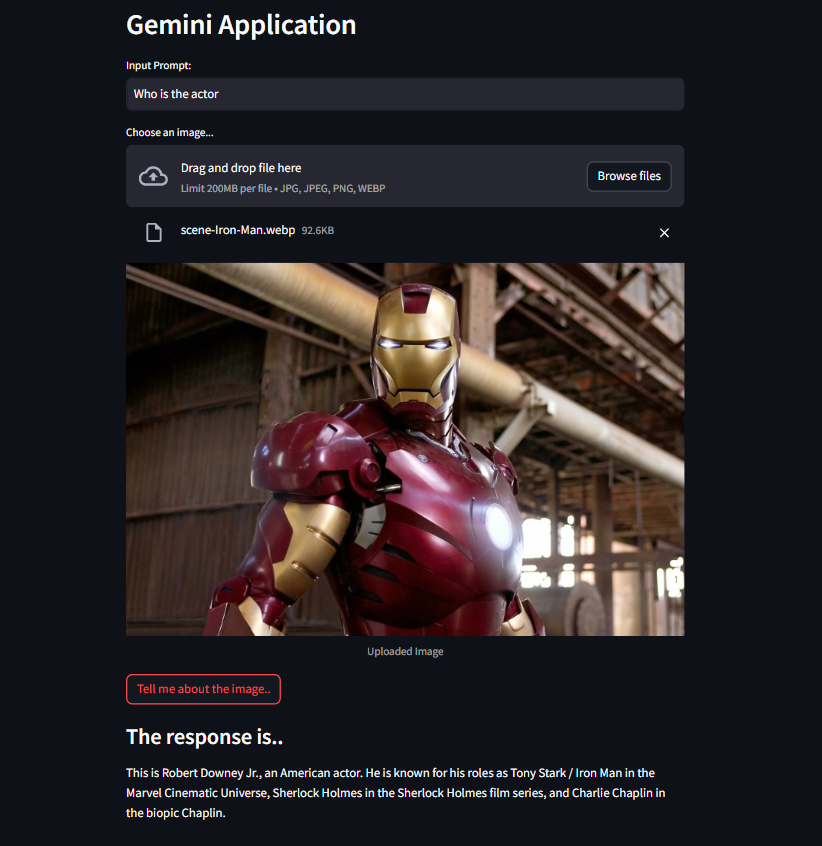 Gemini Application
Input Prompt:
Who is the actor
Choose an image...
Drag and drop file here
Limit 200MB per file • JPG, JPEG, PNG, WEBP
Browse files
scene-Iron-Man.webp 92.6KB
Uploaded Image
Tell me about the image..
The response is..
This is Robert Downey Jr., an American actor. He is known for his roles as Tony Stark / Iron Man in the
Marvel Cinematic Universe, Sherlock Holmes in the Sherlock Holmes film series, and Charlie Chaplin in
the biopic Chaplin.